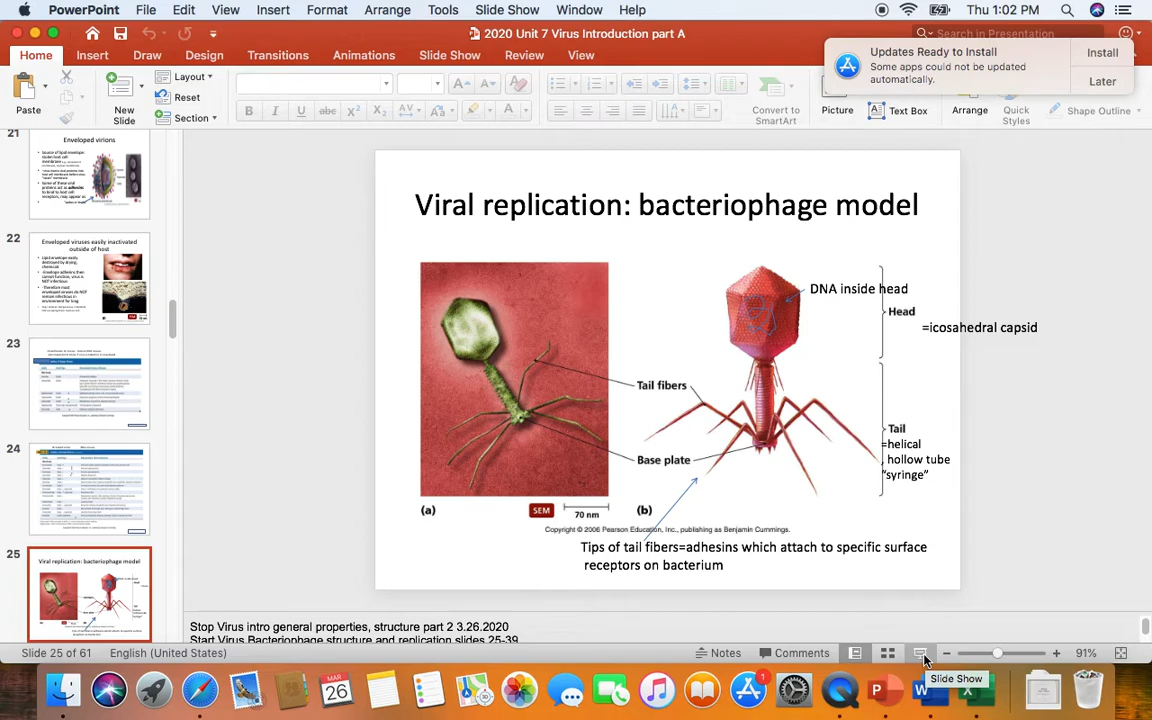 PowerPoint File Edit View Insert Format Arrange Tools Slide Show Window Help Thu 1:02 PM
2020 Unit 7 Virus Introduction part A
Search in Presentation
Home Insert Draw Design Transitions Animations Slide Show Review View
Updates Ready to Install
Some apps could not be updated
automatically.
Install
Later
Paste
New
Slide
Layout
Reset
Section
B I U abc X² X₂ AV Aa A
Convert to
SmartArt
Picture
Text Box
Arrange
Quick
Styles
Shape Outline
21
Enveloped virions
22
Enveloped viruses easily inactivated
outside of host
23
24
25
Viral replication: bacteriophage model
Viral replication: bacteriophage model
DNA inside head
Head
=icosahedral capsid
Tail fibers
Tail
=helical
hollow tube
"syringe"
Base plate
(a)
SEM
70 nm
(b)
Copyright © 2006 Pearson Education, Inc., publishing as Benjamin Cummings.
Tips of tail fibers=adhesins which attach to specific surface
receptors on bacterium
Stop Virus intro general properties, structure part 2 3.26.2020
Start Virus Bacteriophage structure and replication slides 25-39
Slide 25 of 61 English (United States) Notes Comments 91%
Slide Show
MAR
26
1